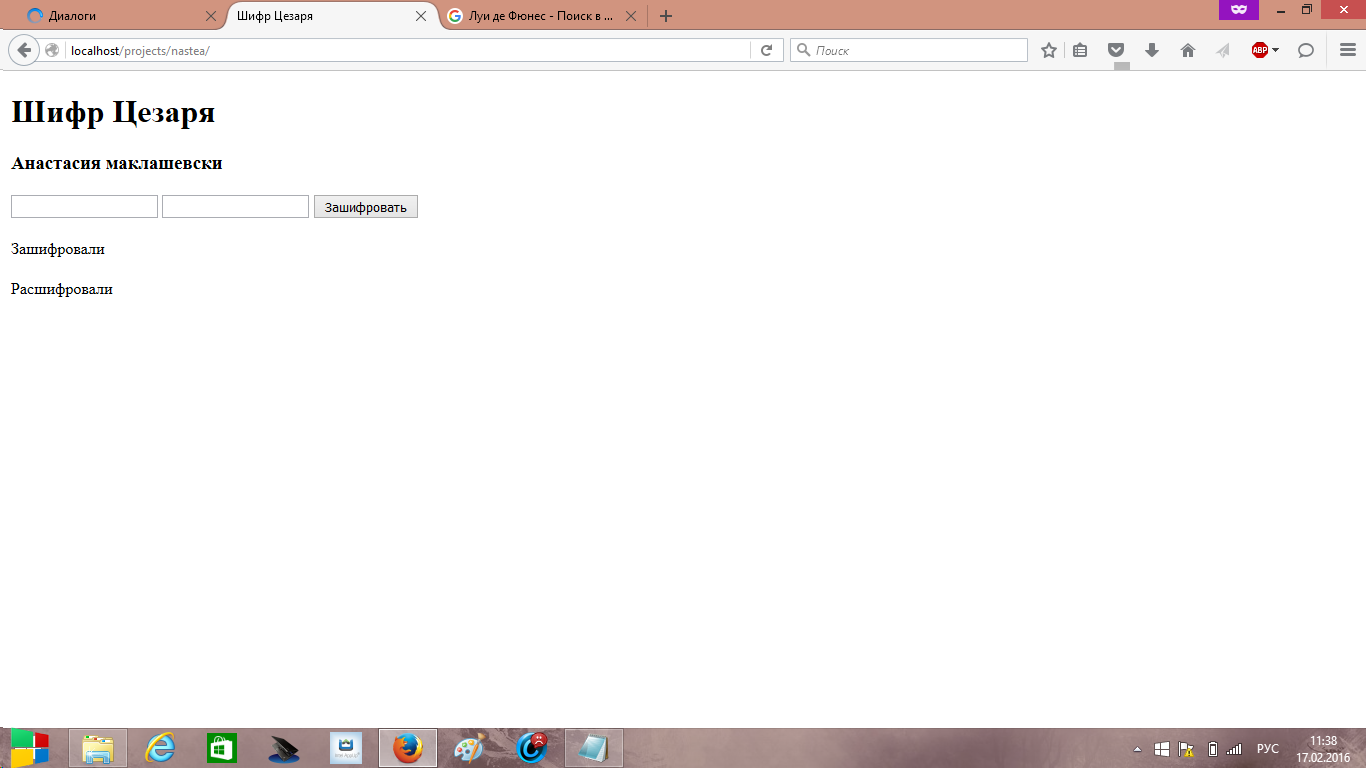 Диалоги
Шифр Цезаря
Луи де Фюнес - Поиск в ...
localhost/projects/nastea/
Поиск
ABP
Шифр Цезаря
Анастасия маклашевски
Зашифровать
Зашифровали
Расшифровали
РУС
11:38
17.02.2016